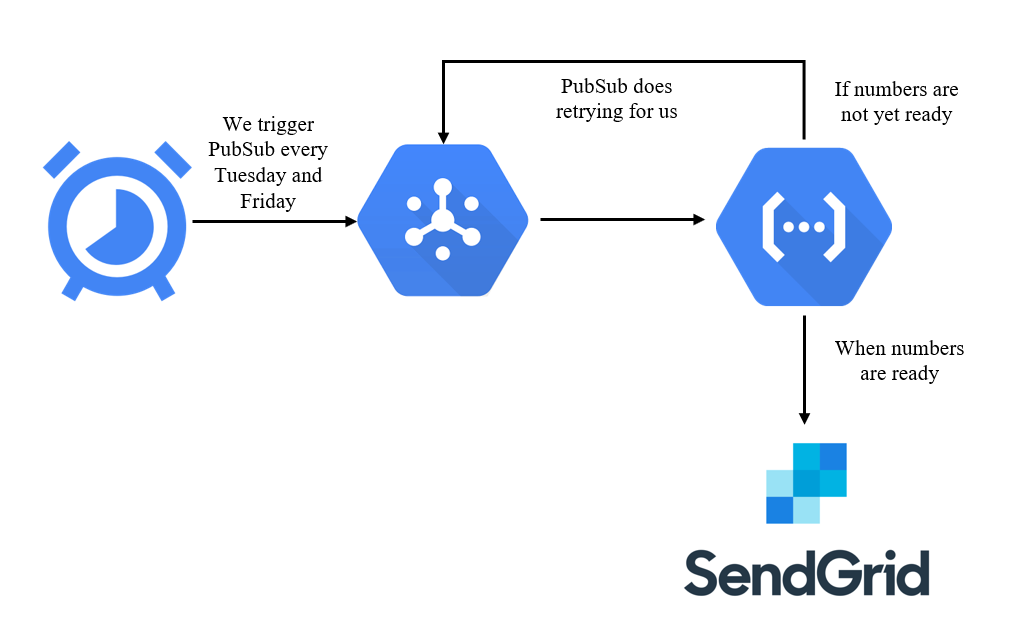 We trigger
PubSub every
Tuesday and
Friday
PubSub does
retrying for us
If numbers are
not yet ready
When numbers
are ready
SendGrid